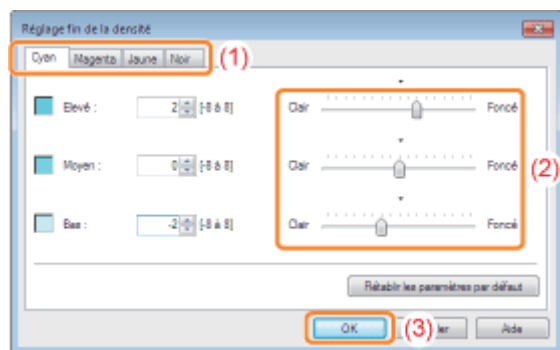 Réglage fin de la densité
Cyan Magenta Jaune Noir (1)
Elevé : 2 [-8 à 8] Clair Foncé
Moyen : 0 [-8 à 8] Clair Foncé (2)
Bas : -2 [-8 à 8] Clair Foncé
Rétablir les paramètres par défaut
OK (3) ler Aide